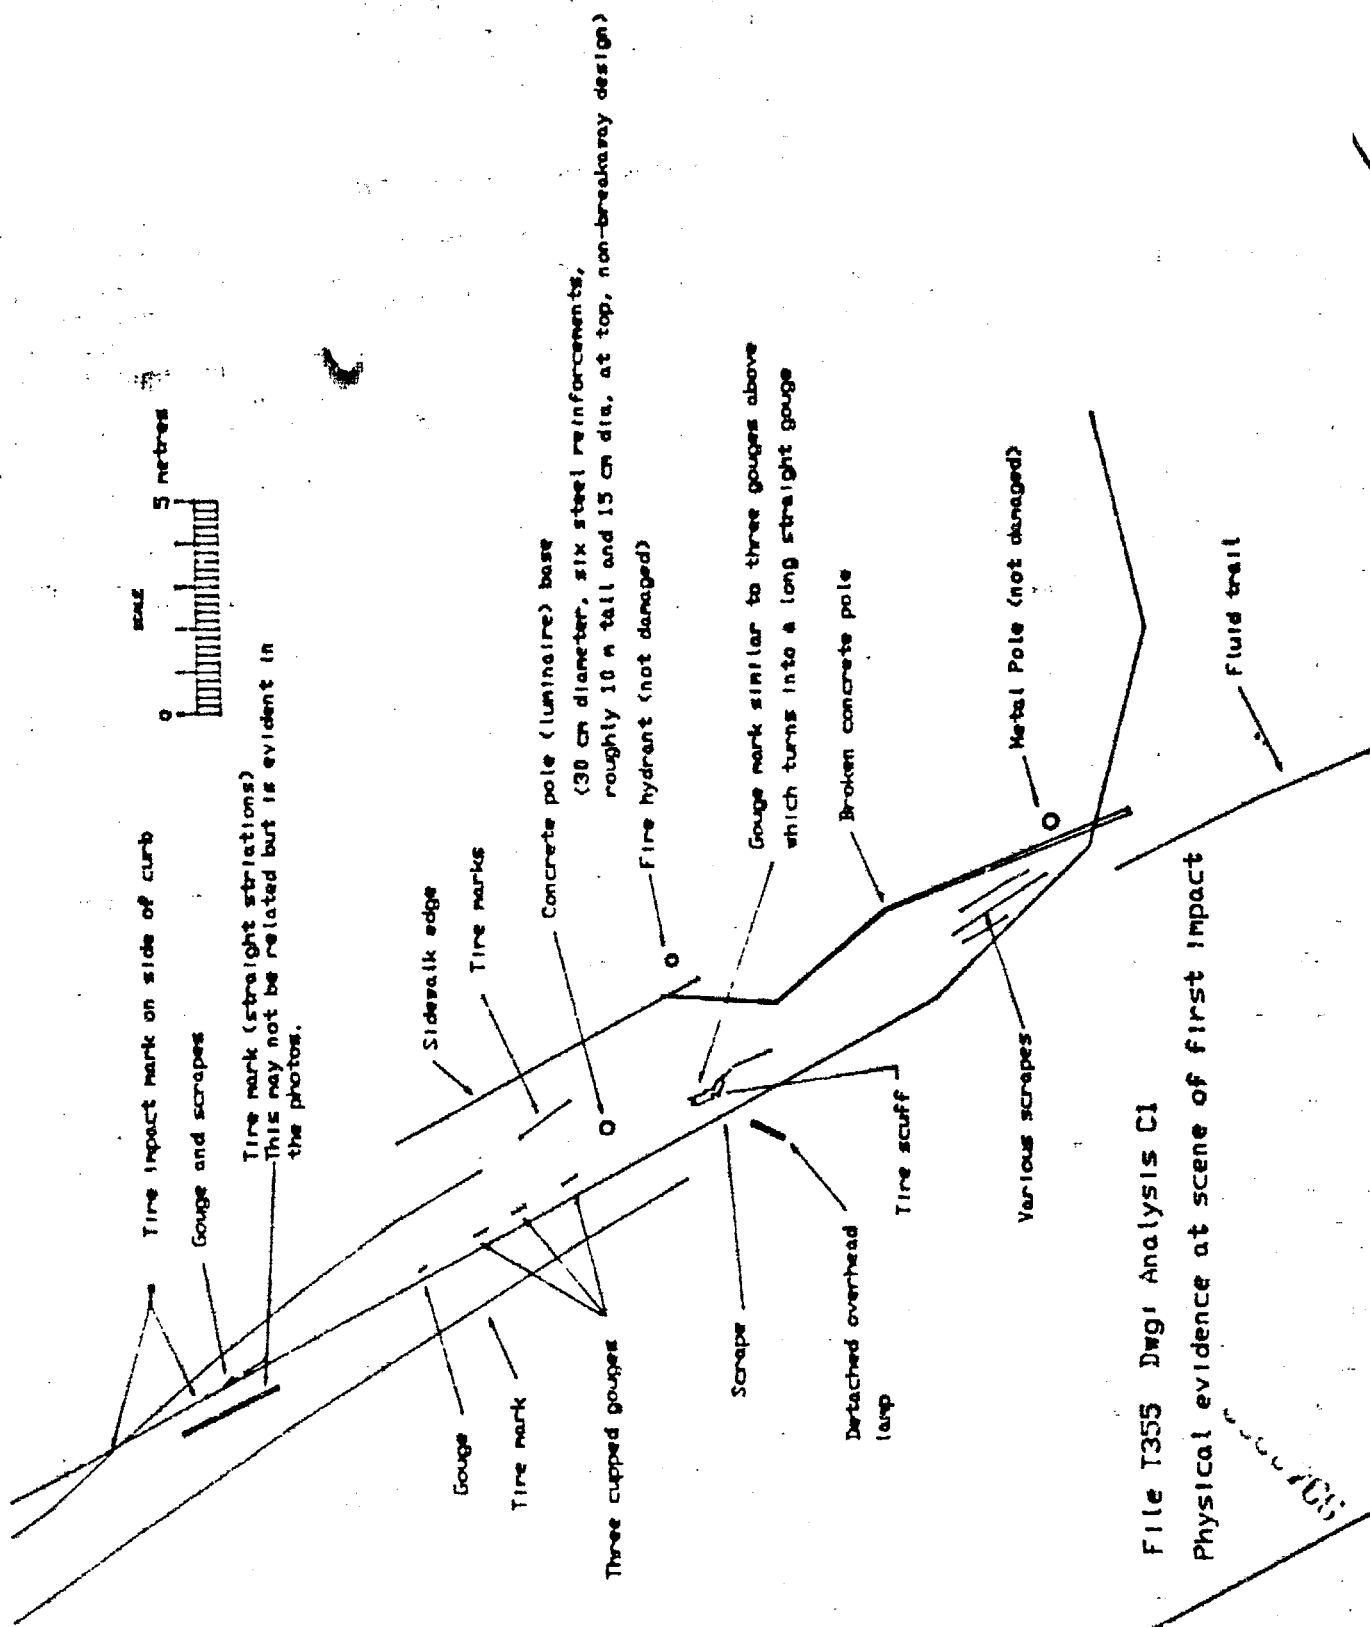 Tire impact mark on side of curb
Gouge and scrapes
Tire mark (straight striations)
This may not be related but is evident in
the photos.
SCALE
0 5 metres
Sidewalk edge
Tire marks
Concrete pole (luminaire) base
(30 cm diameter, six steel reinforcements,
roughly 10 m tall and 15 cm dia. at top, non-breakaway design)
Fire hydrant (not damaged)
Gouge mark similar to three gouges above
which turns into a long straight gouge
Broken concrete pole
Metal Pole (not damaged)
Fluid trail
Gouge
Tire mark
Three cupped gouges
Scrape
Detached overhead
lamp
Tire scuff
Various scrapes
File T355 Dwg: Analysis C1
Physical evidence at scene of first impact